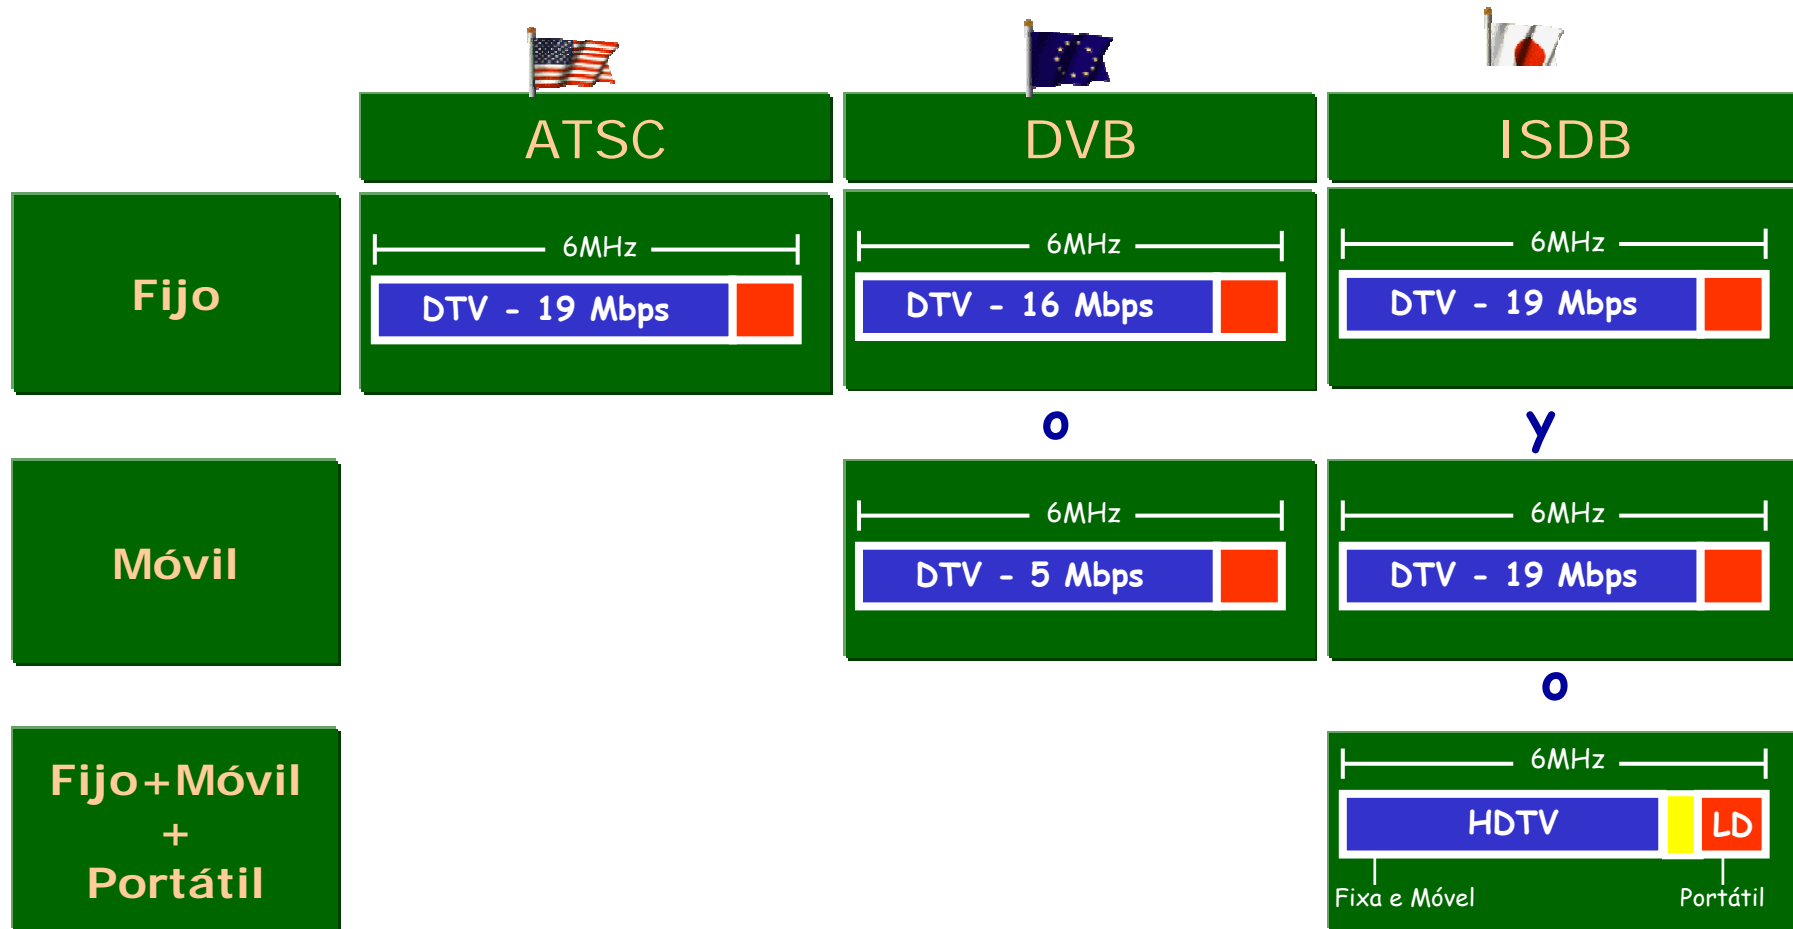 ATSC
DVB
ISDB
Fijo
6MHz
DTV - 19 Mbps
6MHz
DTV - 16 Mbps
6MHz
DTV - 19 Mbps
o
y
Móvil
6MHz
DTV - 5 Mbps
6MHz
DTV - 19 Mbps
o
Fijo+Móvil
+
Portátil
6MHz
HDTV
LD
Fixa e Móvel
Portátil